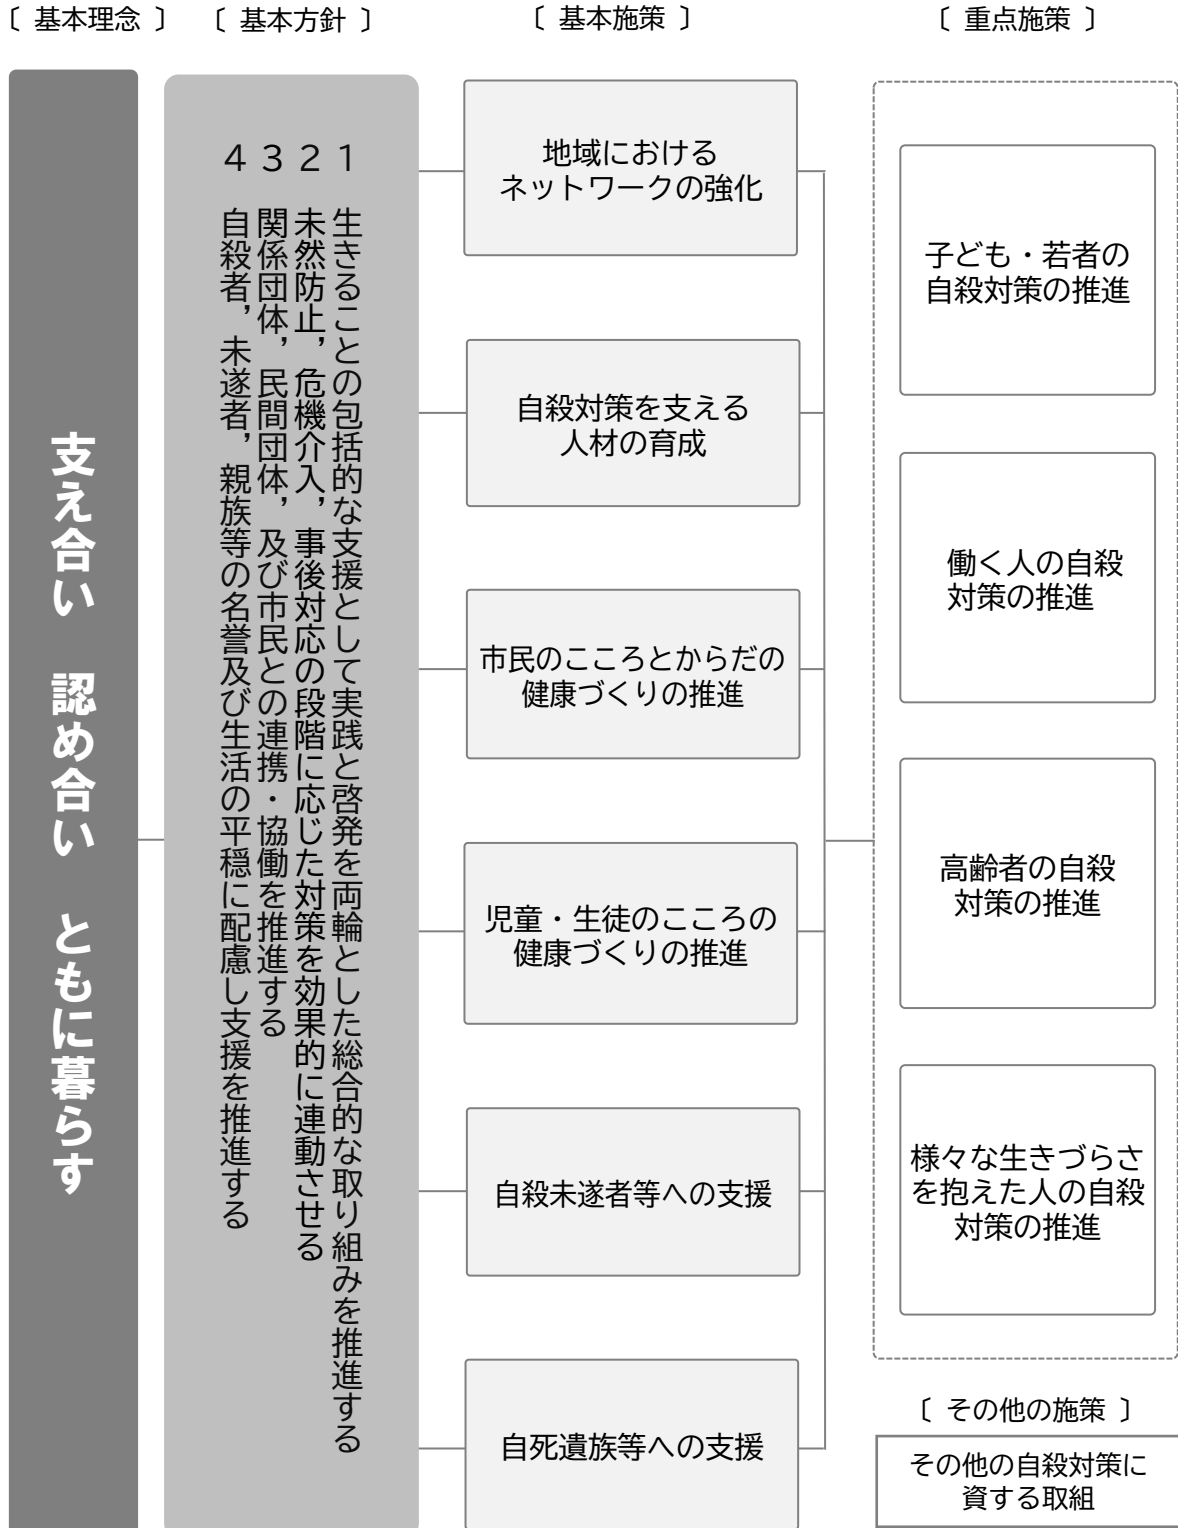 〔 基本理念 〕
〔 基本方針 〕
〔 基本施策 〕
〔 重点施策 〕
支え合い 認め合い ともに暮らす
1 生きることの包括的な支援として実践と啓発を両輪とした総合的な取り組みを推進する
2 未然防止，危機介入，事後対応の段階に応じた対策を効果的に連動させる
3 関係団体，民間団体，及び市民との連携・協働を推進する
4 自殺者，未遂者，親族等の名誉及び生活の平穏に配慮し支援を推進する
地域における
ネットワークの強化
自殺対策を支える
人材の育成
市民のこころとからだの
健康づくりの推進
児童・生徒のこころの
健康づくりの推進
自殺未遂者等への支援
自死遺族等への支援
子ども・若者の
自殺対策の推進
働く人の自殺
対策の推進
高齢者の自殺
対策の推進
様々な生きづらさ
を抱えた人の自殺
対策の推進
〔 その他の施策 〕
その他の自殺対策に
資する取組